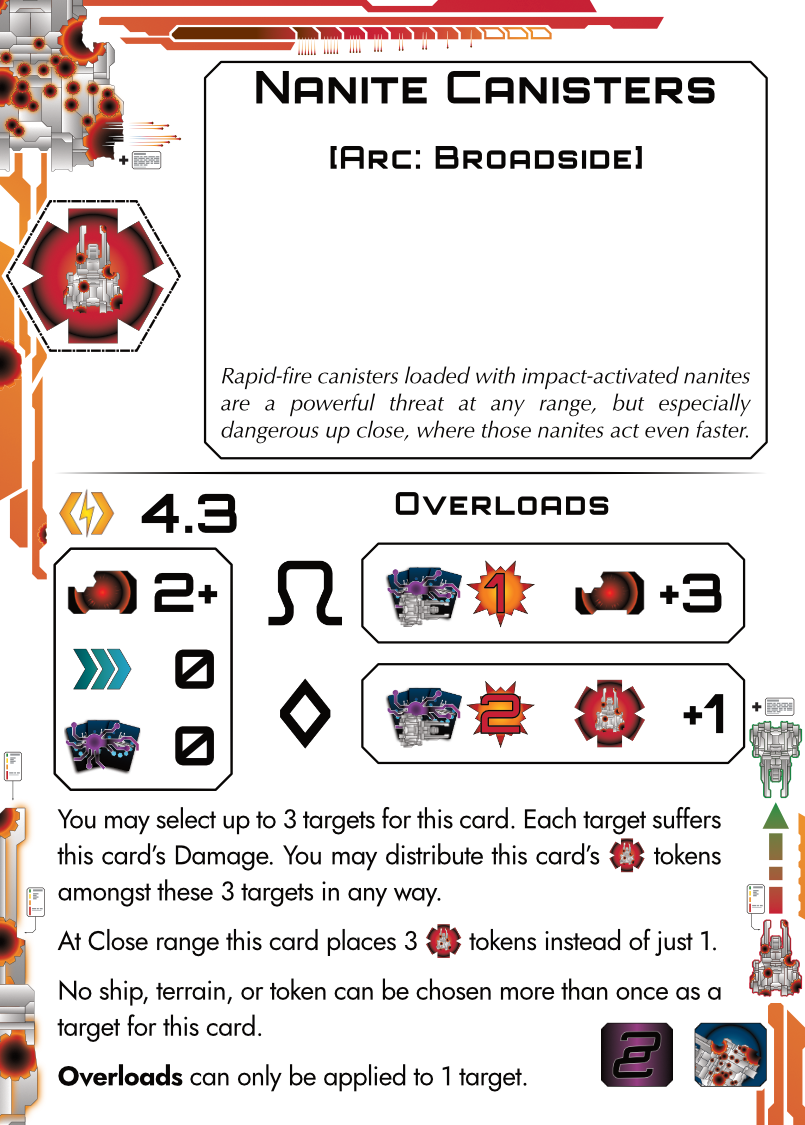 Nanite Canisters
[Arc: Broadside]
Rapid-fire canisters loaded with impact-activated nanites
are a powerful threat at any range, but especially
dangerous up close, where those nanites act even faster.
4.3
Overloads
2+
0
0
Ω
1
+3
2
+1
+
+
You may select up to 3 targets for this card. Each target suffers
this card’s Damage. You may distribute this card’s tokens
amongst these 3 targets in any way.
At Close range this card places 3 tokens instead of just 1.
No ship, terrain, or token can be chosen more than once as a
target for this card.
Overloads can only be applied to 1 target.